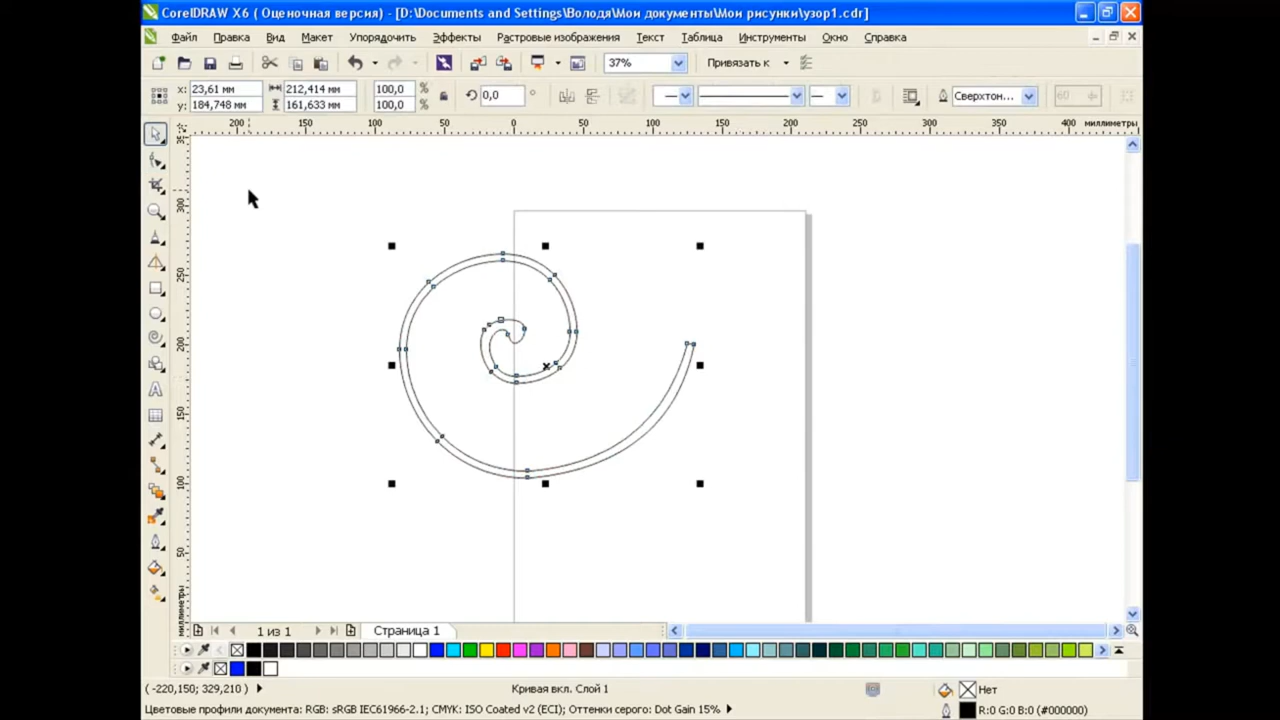 CorelDRAW X6 ( Оценочная версия) - [D:\Documents and Settings\Володя\Мои документы\Мои рисунки\узор1.cdr]
Файл Правка Вид Макет Упорядочить Эффекты Растровые изображения Текст Таблица Инструменты Окно Справка
37% Привязать к
x: 23,61 мм 212,414 мм 100,0 % 0,0 ° Сверхтон... 60
y: 184,748 мм 161,633 мм 100,0 %
200 150 100 50 0 50 100 150 200 250 300 350 400 миллиметры
300
250
200
150
100
50
миллиметры
1 из 1 Страница 1
(-220,150; 329,210) Кривая вкл. Слой 1 Нет
Цветовые профили документа: RGB: sRGB IEC61966-2.1; CMYK: ISO Coated v2 (ECI); Оттенки серого: Dot Gain 15% R:0 G:0 B:0 (#000000)